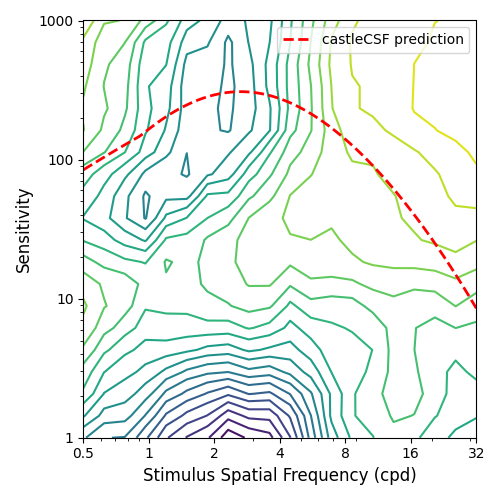 castleCSF prediction
Sensitivity
1000
100
10
1
0.5 1 2 4 8 16 32
Stimulus Spatial Frequency (cpd)